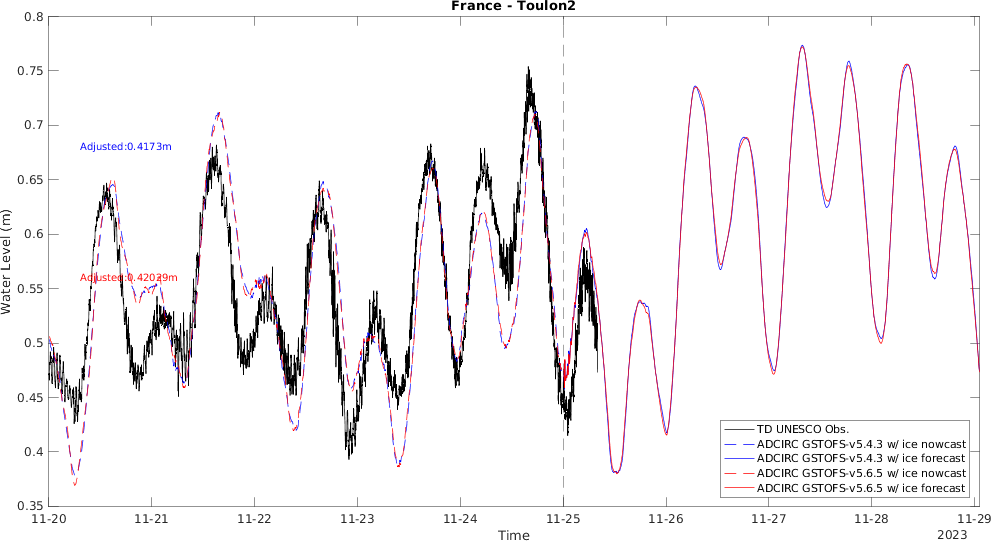 France - Toulon2
0.8
0.75
0.7
0.65
0.6
0.55
0.5
0.45
0.4
0.35
Water Level (m)
Adjusted:0.4173m
Adjusted:0.42029m
TD UNESCO Obs.
ADCIRC GSTOFS-v5.4.3 w/ ice nowcast
ADCIRC GSTOFS-v5.4.3 w/ ice forecast
ADCIRC GSTOFS-v5.6.5 w/ ice nowcast
ADCIRC GSTOFS-v5.6.5 w/ ice forecast
11-20 11-21 11-22 11-23 11-24 11-25 11-26 11-27 11-28 11-29
Time
2023